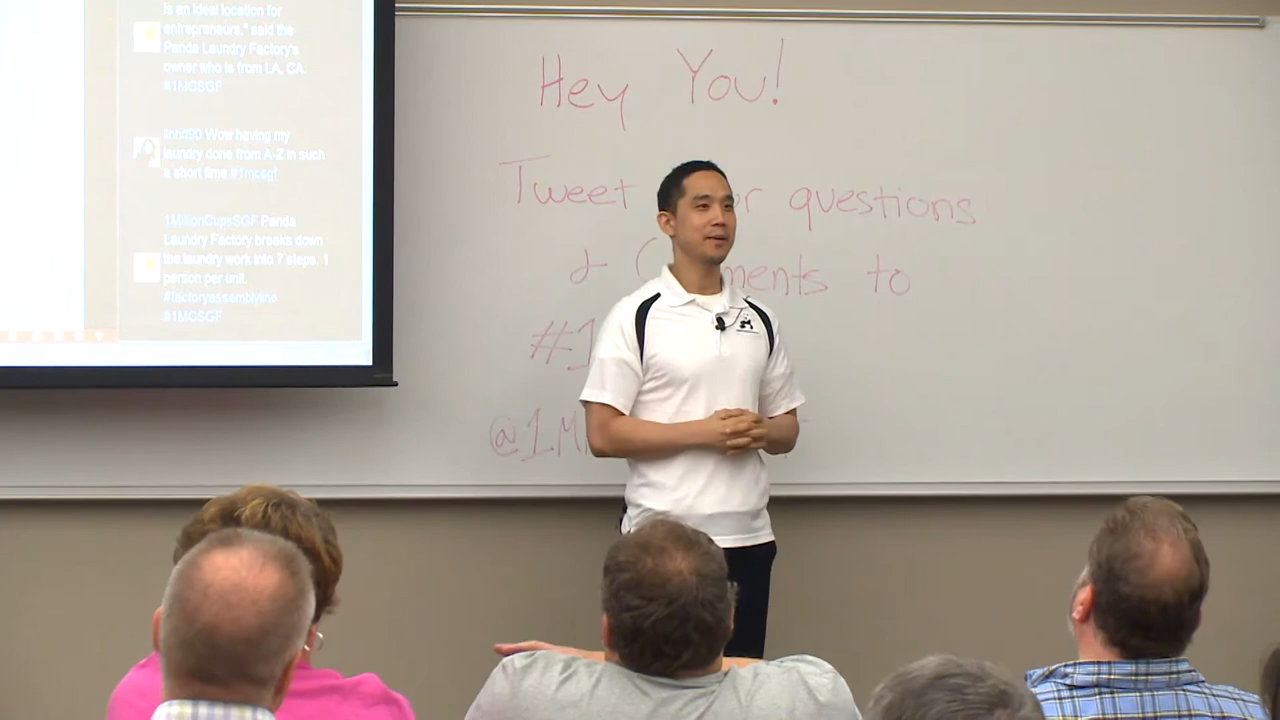 is an ideal location for
entrepreneurs," said the
Panda Laundry Factory's
owner who is from LA, CA.
#1MCSGF
linhd90 Wow having my
laundry done from A-Z in such
a short time #1mcsgf
1MillionCupsSGF Panda
Laundry Factory breaks down
the laundry work into 7 steps. 1
person per unit.
#factoryassemblyline
#1MCSGF
Hey You!
Tweet questions
& to
#1
@1M